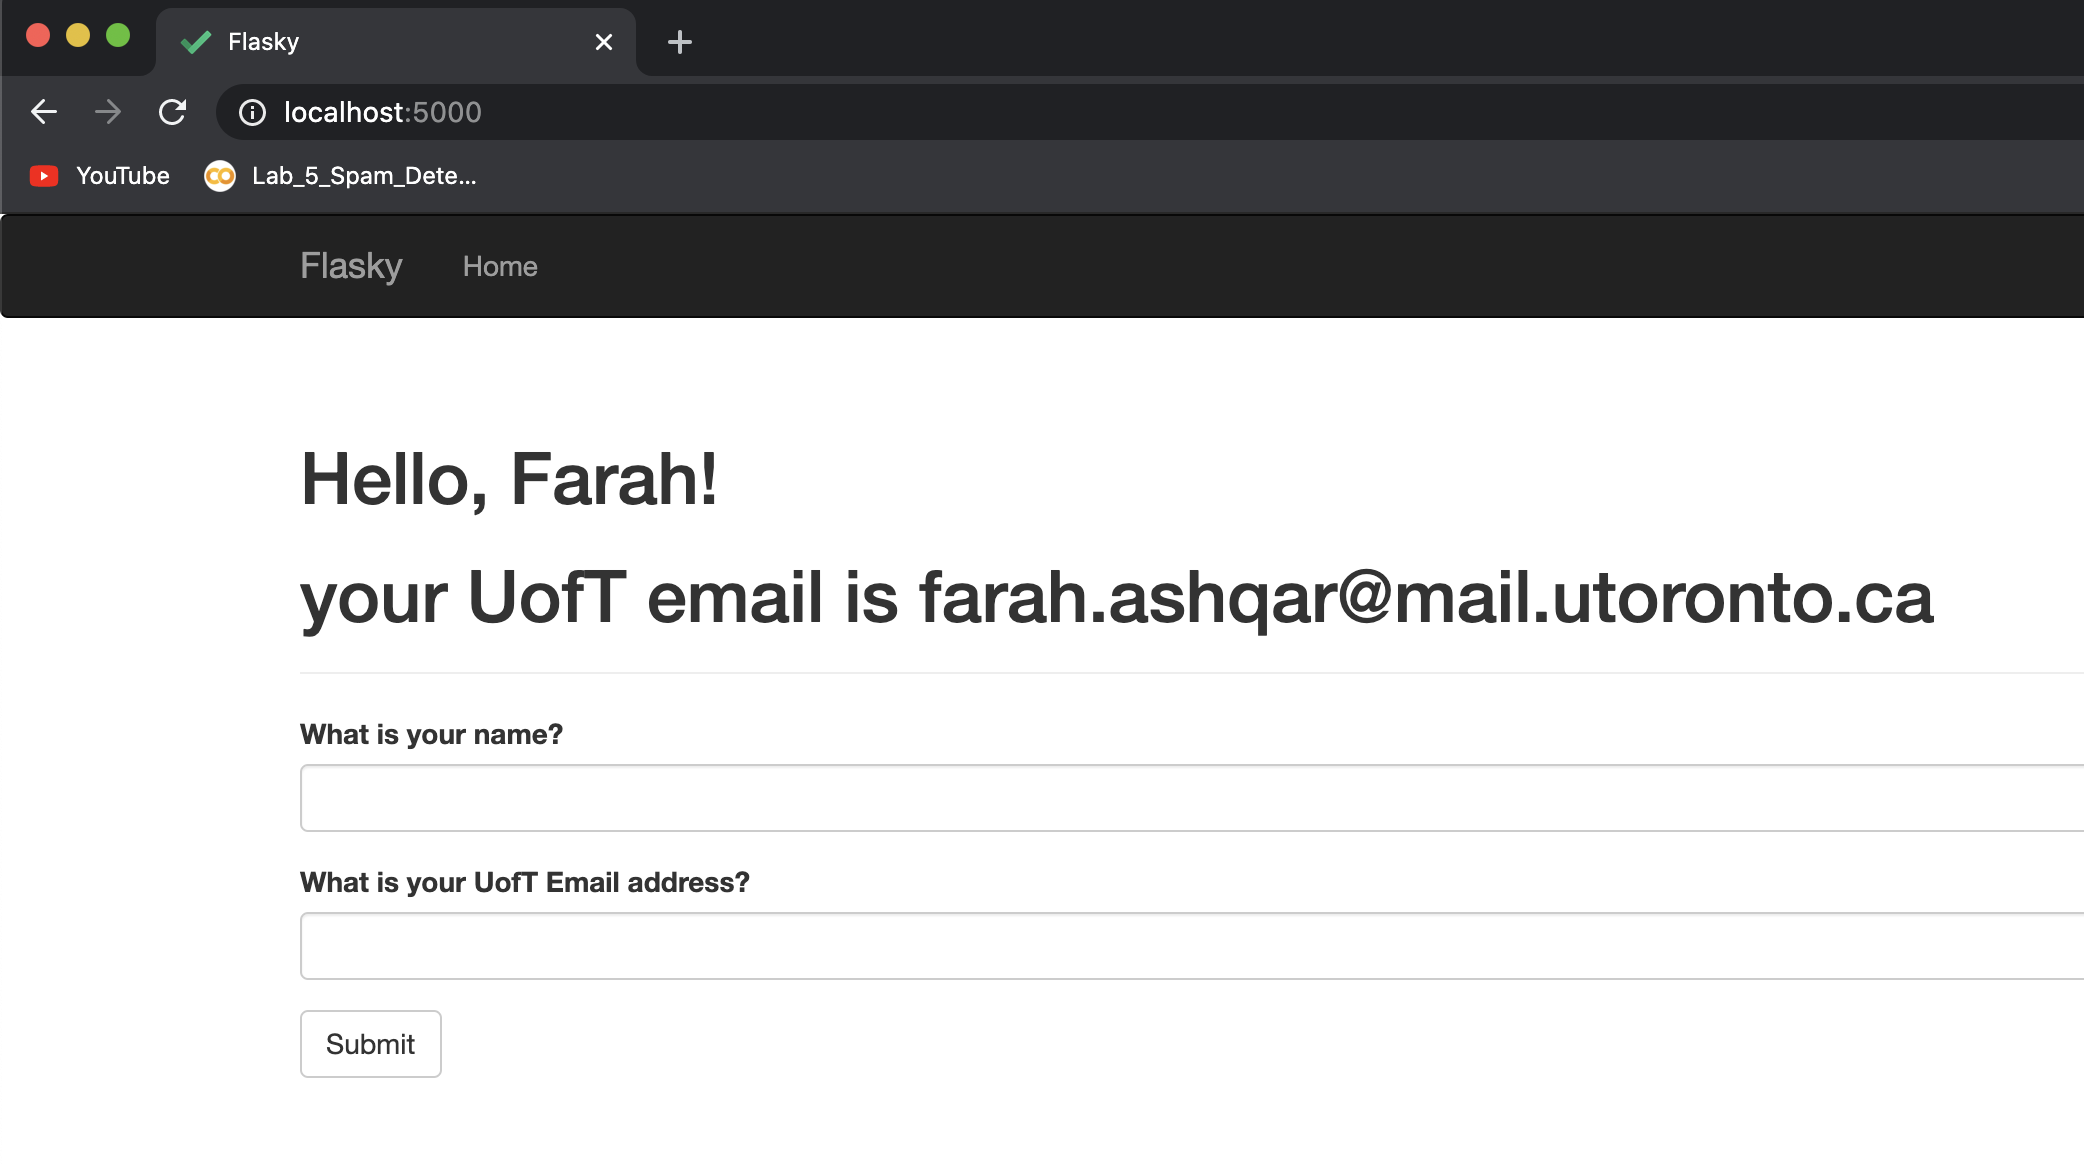 Flasky
localhost:5000
YouTube Lab_5_Spam_Dete...
Flasky Home
Hello, Farah!
your UofT email is farah.ashqar@mail.utoronto.ca
What is your name?
What is your UofT Email address?
Submit